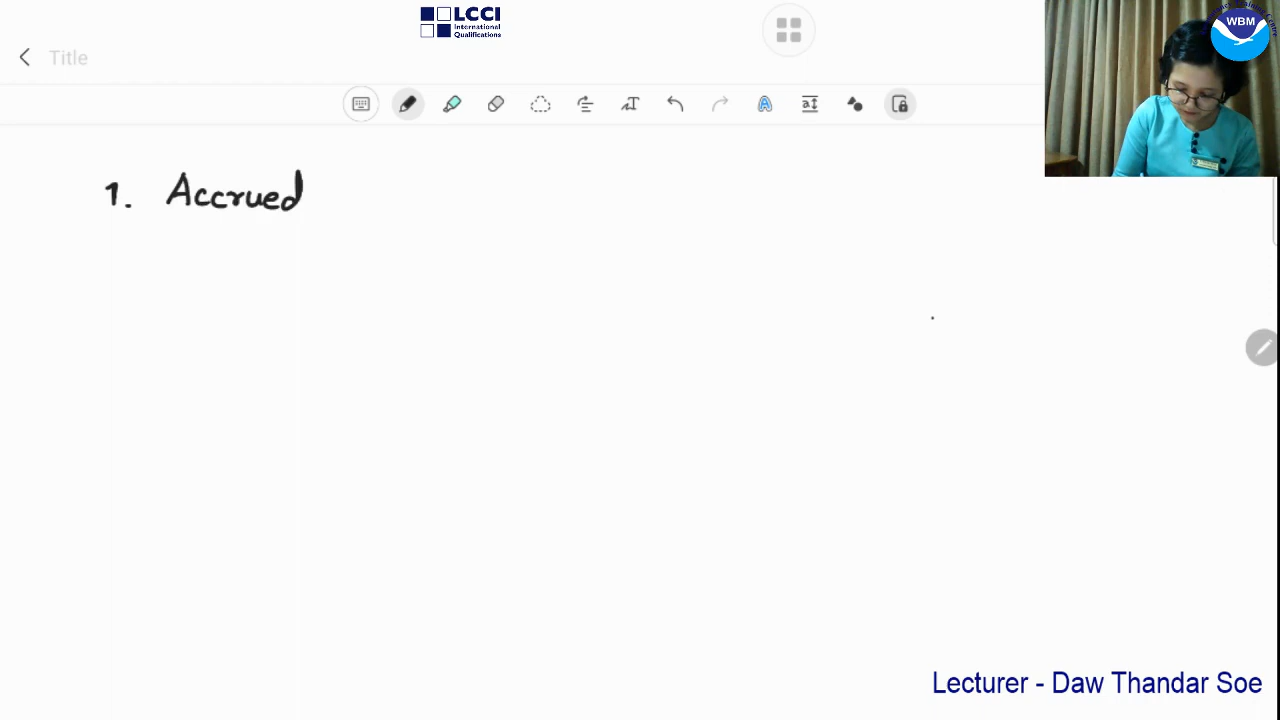 LCCI
International
Qualifications
WBM
Title
1. Accrued
Lecturer - Daw Thandar Soe